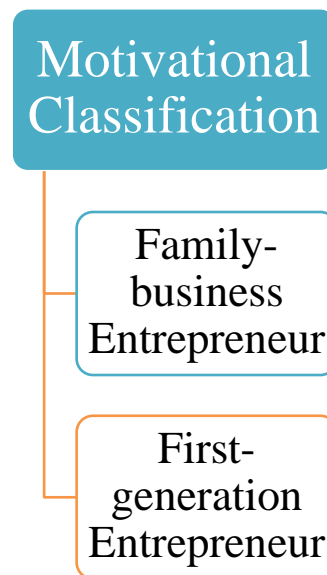 Motivational
Classification
Family-
business
Entrepreneur
First-
generation
Entrepreneur